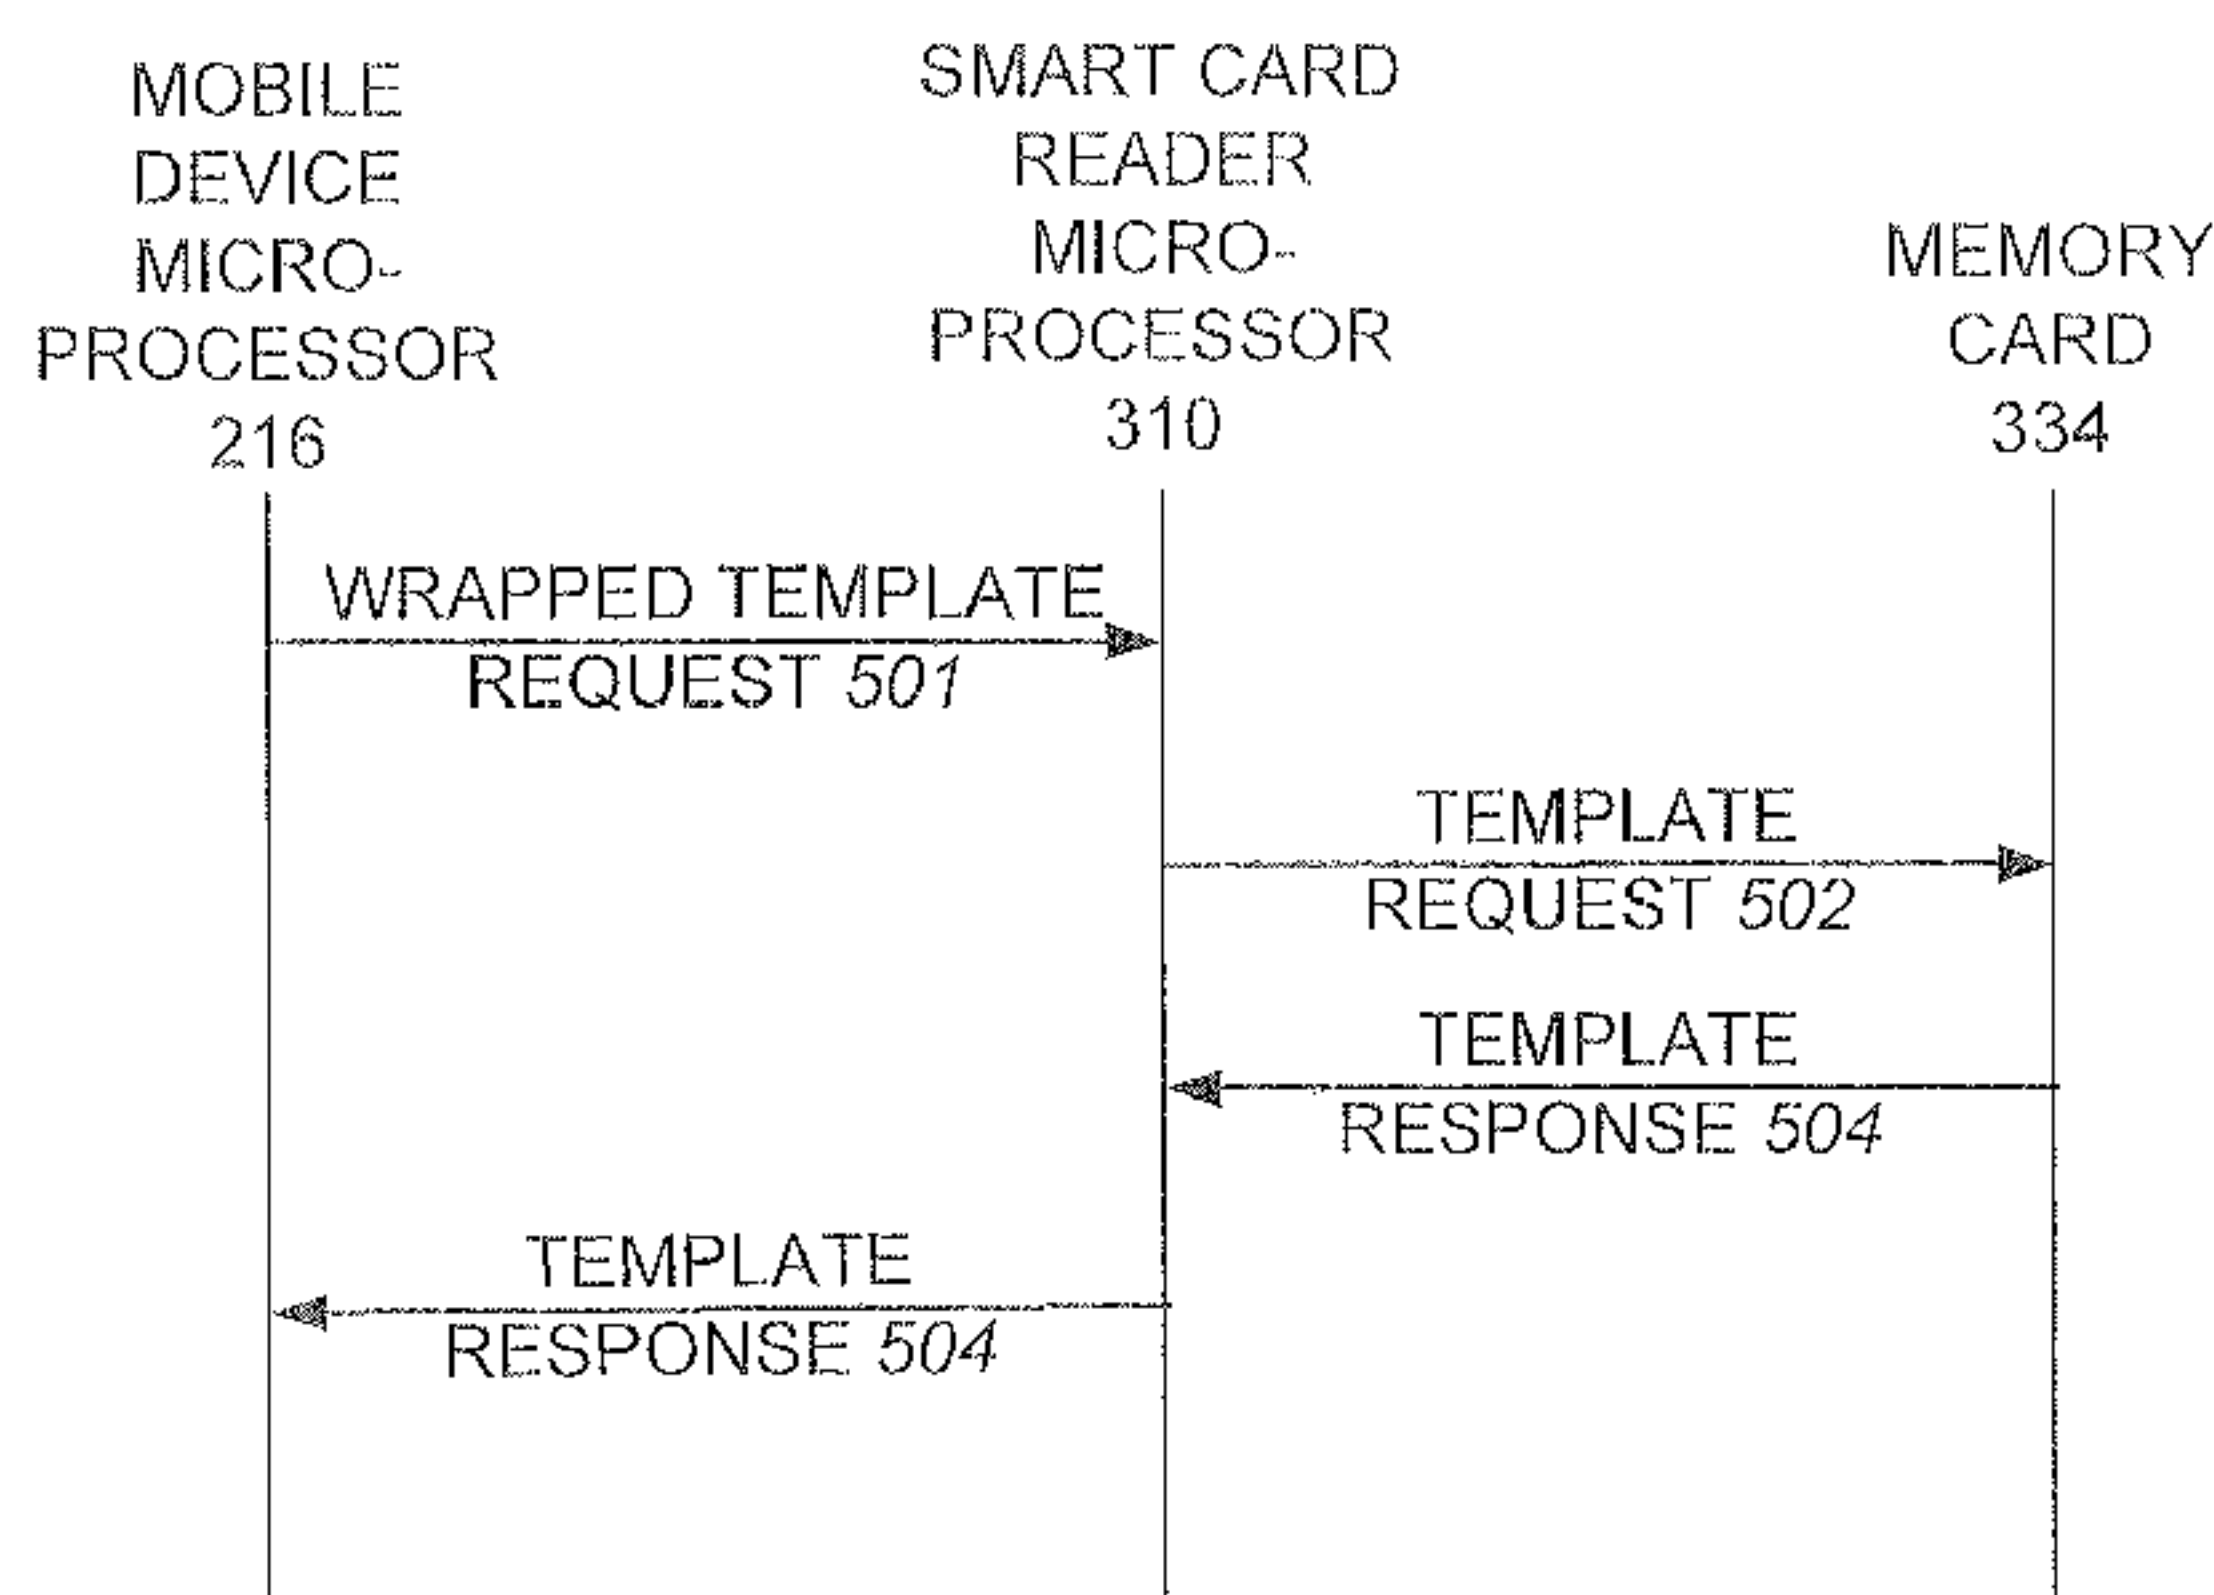 MOBILE
DEVICE
MICRO-
PROCESSOR
216
SMART CARD
READER
MICRO-
PROCESSOR
310
MEMORY
CARD
334
WRAPPED TEMPLATE
REQUEST 501
TEMPLATE
REQUEST 502
TEMPLATE
RESPONSE 504
TEMPLATE
RESPONSE 504